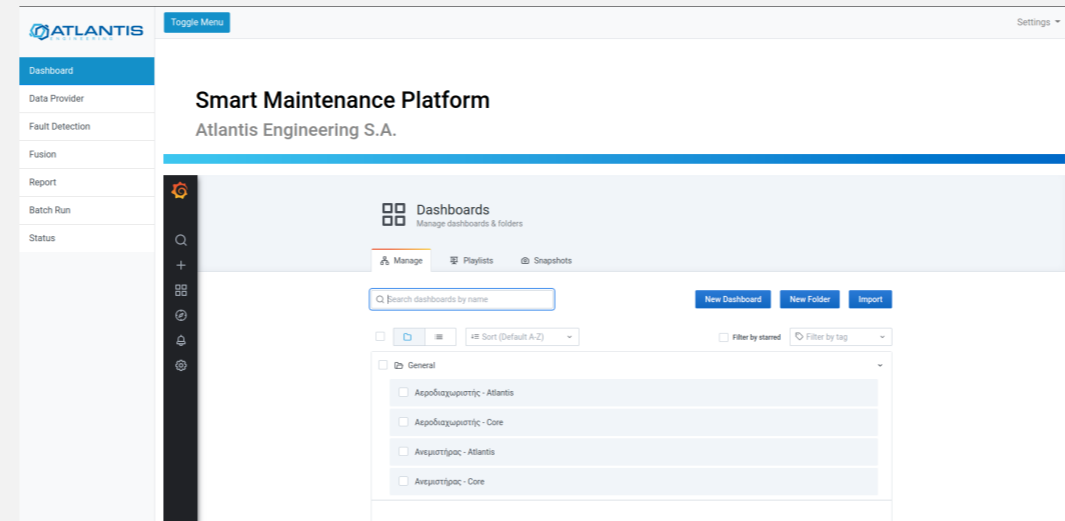 ATLANTIS
ENGINEERING
Toggle Menu
Settings
Dashboard
Data Provider
Fault Detection
Fusion
Report
Batch Run
Status
Smart Maintenance Platform
Atlantis Engineering S.A.
Dashboards
Manage dashboards & folders
Manage
Playlists
Snapshots
Search dashboards by name
New Dashboard
New Folder
Import
Sort (Default A-Z)
Filter by starred
Filter by tag
General
Αεροδιαχωριστής - Atlantis
Αεροδιαχωριστής - Core
Ανεμιστήρας - Atlantis
Ανεμιστήρας - Core